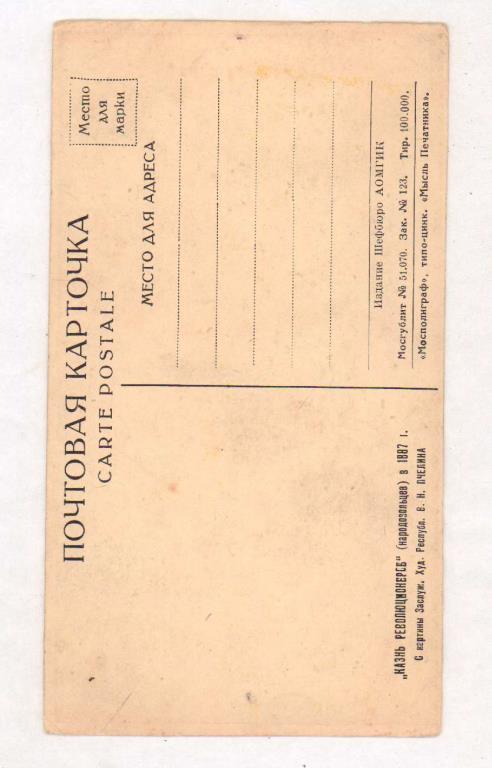 ПОЧТОВАЯ КАРТОЧКА
CARTE POSTALE
Место
для
марки
МЕСТО ДЛЯ АДРЕСА
Издание Шефбюро АОМГИК
Мосгублит № 51.070. Зак. № 123. Тир. 100.000.
«Мосполиграф», типо-цинк. «Мысль Печатника».
„КАЗНЬ РЕВОЛЮЦИОНЕРОВ" (народовольцев) в 1887 г.
С картины Заслуж. Худ. Республ. В. Н. ПЧЕЛИНА